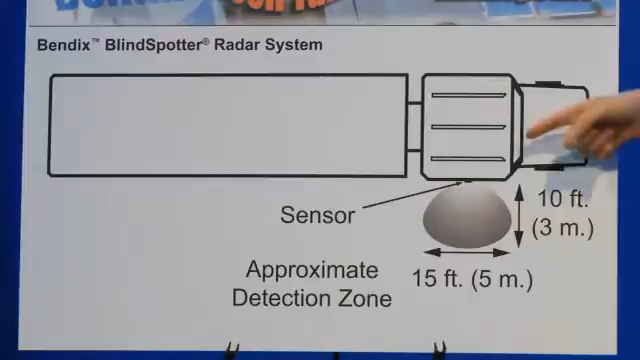 Bendix™ BlindSpotter® Radar System
Sensor
10 ft.
(3 m.)
15 ft. (5 m.)
Approximate
Detection Zone